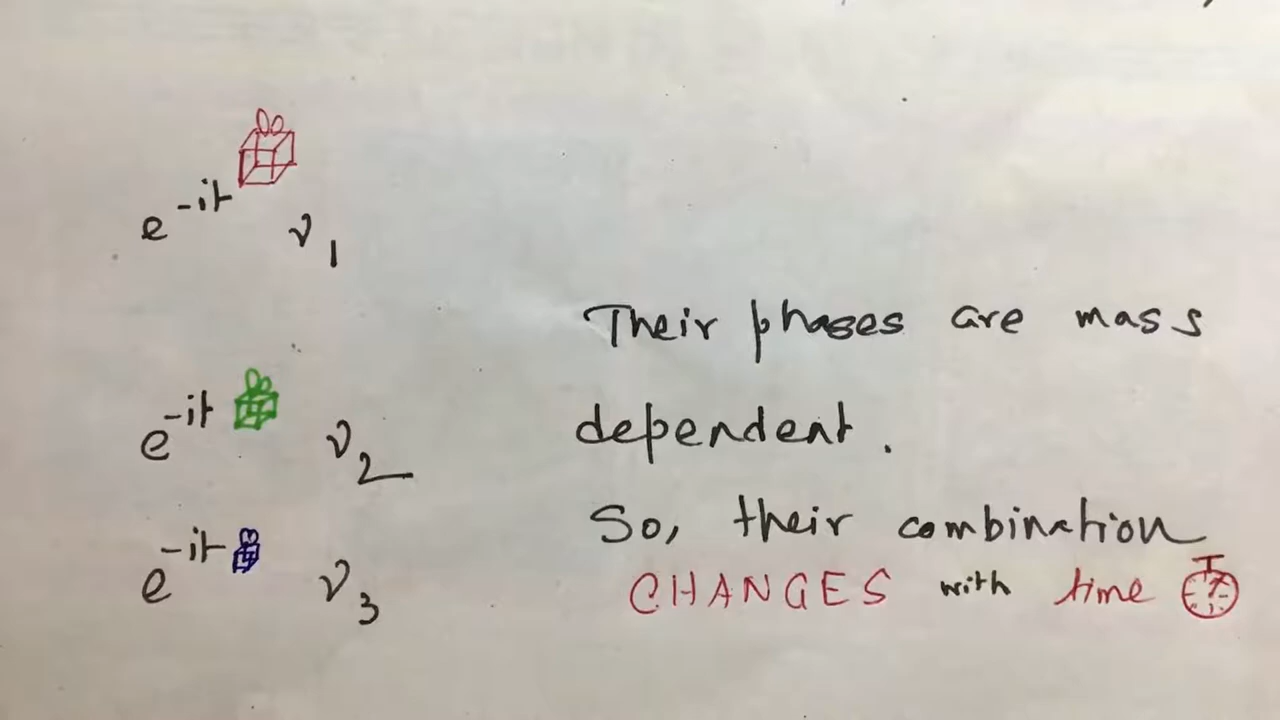 e^-it ν1
Their phases are mass
e^-it ν2
dependent.
So, their combination
e^-it ν3
CHANGES with time